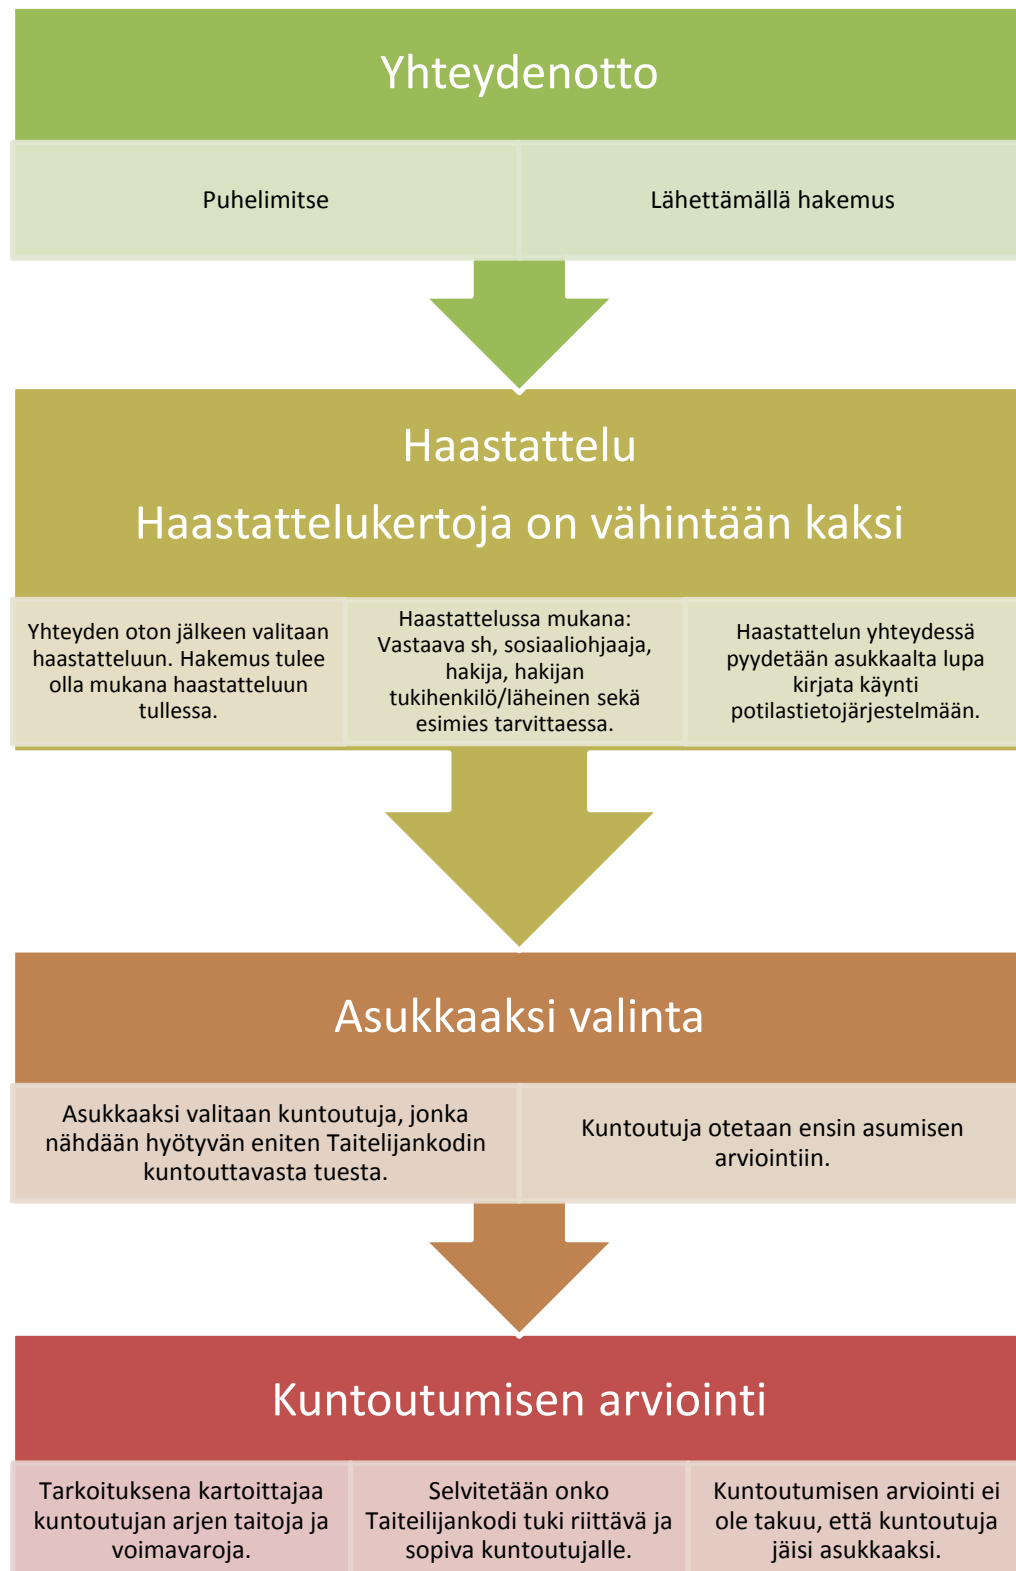 Yhteydenotto
Puhelimitse
Lähettämällä hakemus
Haastattelu
Haastattelukertoja on vähintään kaksi
Yhteyden oton jälkeen valitaan
haastatteluun. Hakemus tulee
olla mukana haastatteluun
tullessa.
Haastattelussa mukana:
Vastaava sh, sosiaaliohjaaja,
hakija, hakijan
tukihenkilö/läheinen sekä
esimies tarvittaessa.
Haastattelun yhteydessä
pyydetään asukkaalta lupa
kirjata käynti
potilastietojärjestelmään.
Asukkaaksi valinta
Asukkaaksi valitaan kuntoutuja, jonka
nähdään hyötyvän eniten Taitelijankodin
kuntouttavasta tuesta.
Kuntoutuja otetaan ensin asumisen
arviointiin.
Kuntoutumisen arviointi
Tarkoituksena kartoittajaa
kuntoutujan arjen taitoja ja
voimavaroja.
Selvitetään onko
Taiteilijankodi tuki riittävä ja
sopiva kuntoutujalle.
Kuntoutumisen arviointi ei
ole takuu, että kuntoutuja
jäisi asukkaaksi.